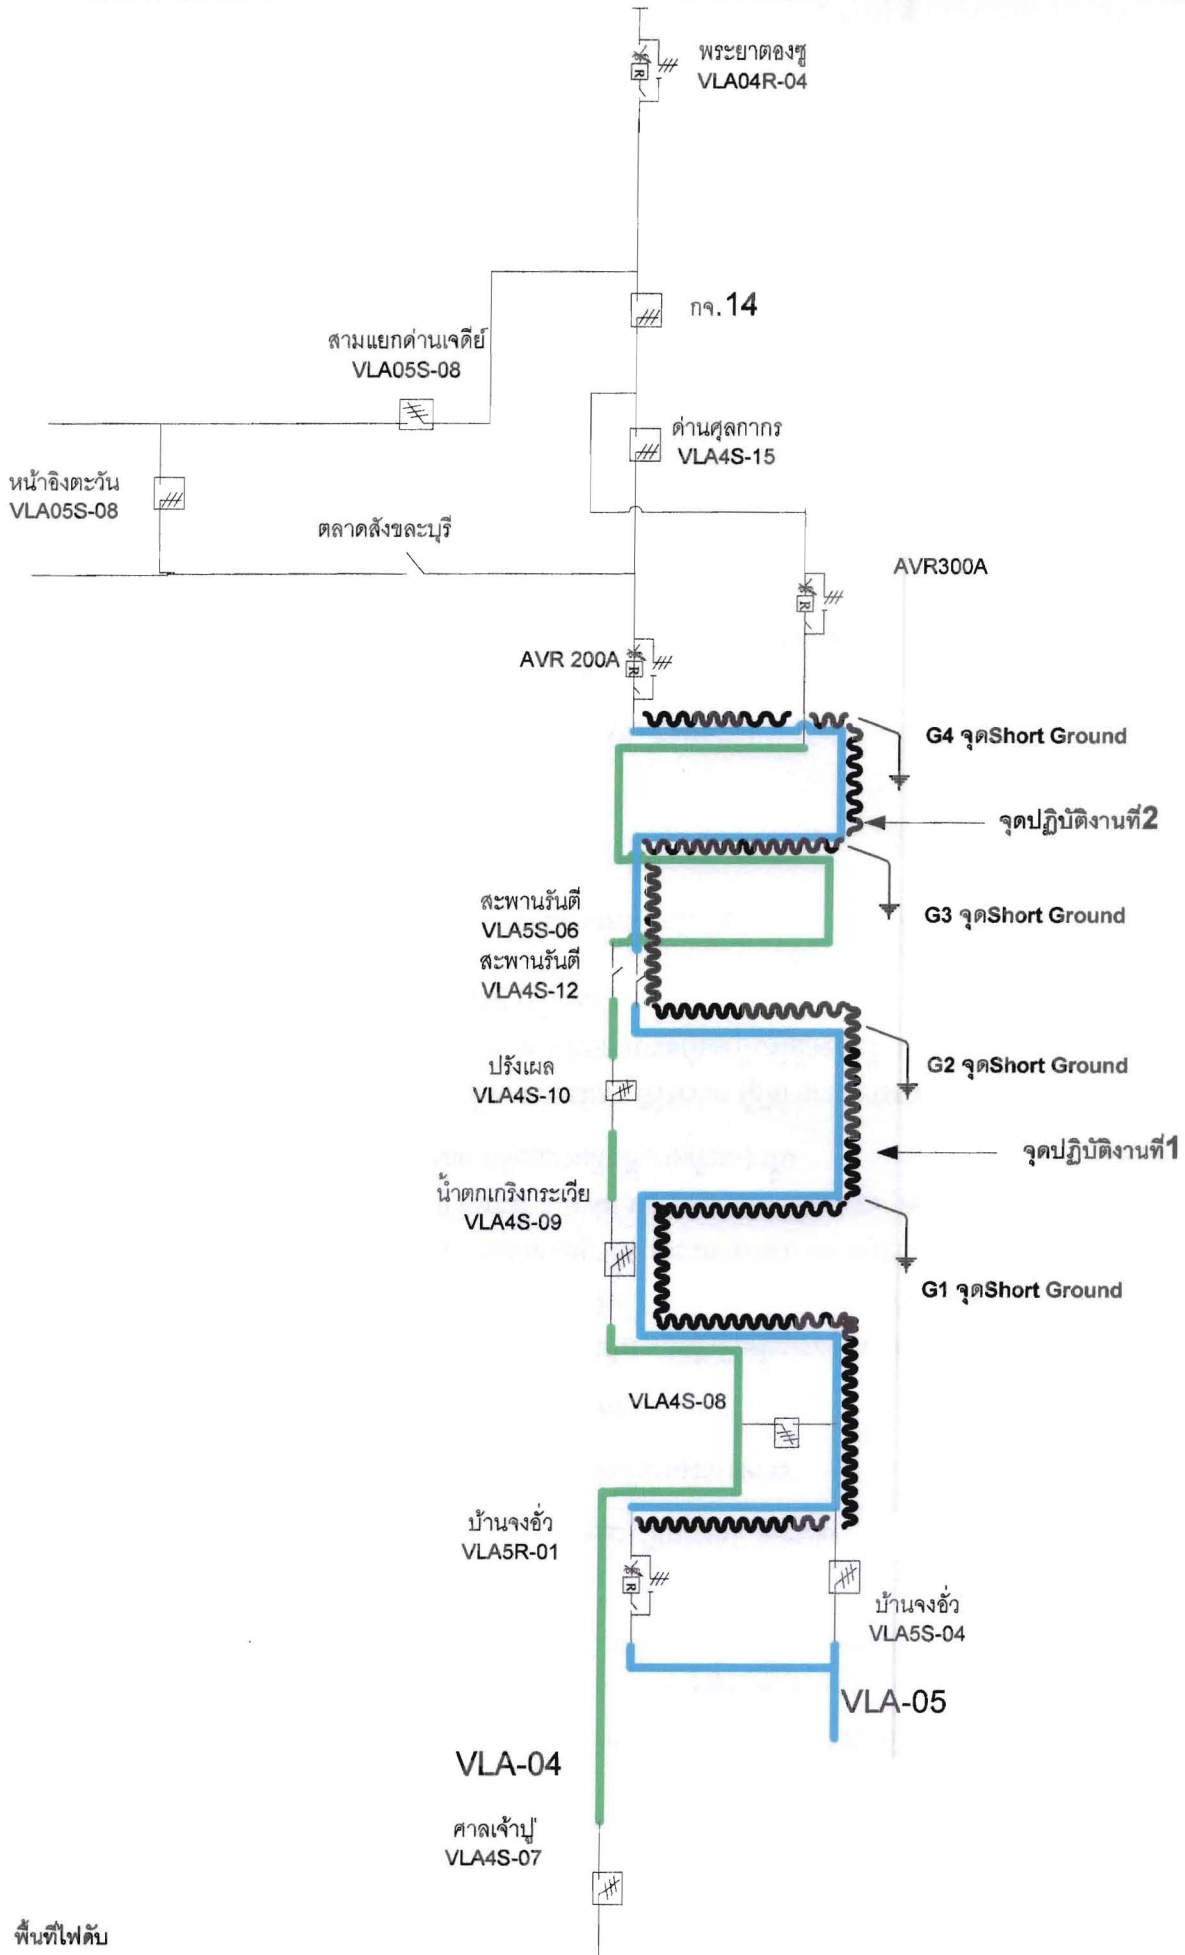 พระยาตองซู
VLA04R-04
R
กจ.14
สามแยกด่านเจดีย์
VLA05S-08
ด่านศุลกากร
VLA4S-15
หน้าอิงตะวัน
VLA05S-08
ตลาดสังขละบุรี
AVR300A
R
AVR 200A
R
G4 จุดShort Ground
จุดปฏิบัติงานที่2
สะพานรันตี
VLA5S-06
G3 จุดShort Ground
สะพานรันตี
VLA4S-12
ปรังเผล
VLA4S-10
G2 จุดShort Ground
จุดปฏิบัติงานที่1
น้ำตกเกริงกระเวีย
VLA4S-09
G1 จุดShort Ground
VLA4S-08
บ้านจงอั่ว
VLA5R-01
R
บ้านจงอั่ว
VLA5S-04
VLA-05
VLA-04
ศาลเจ้าปู่
VLA4S-07
พื้นที่ไฟดับ